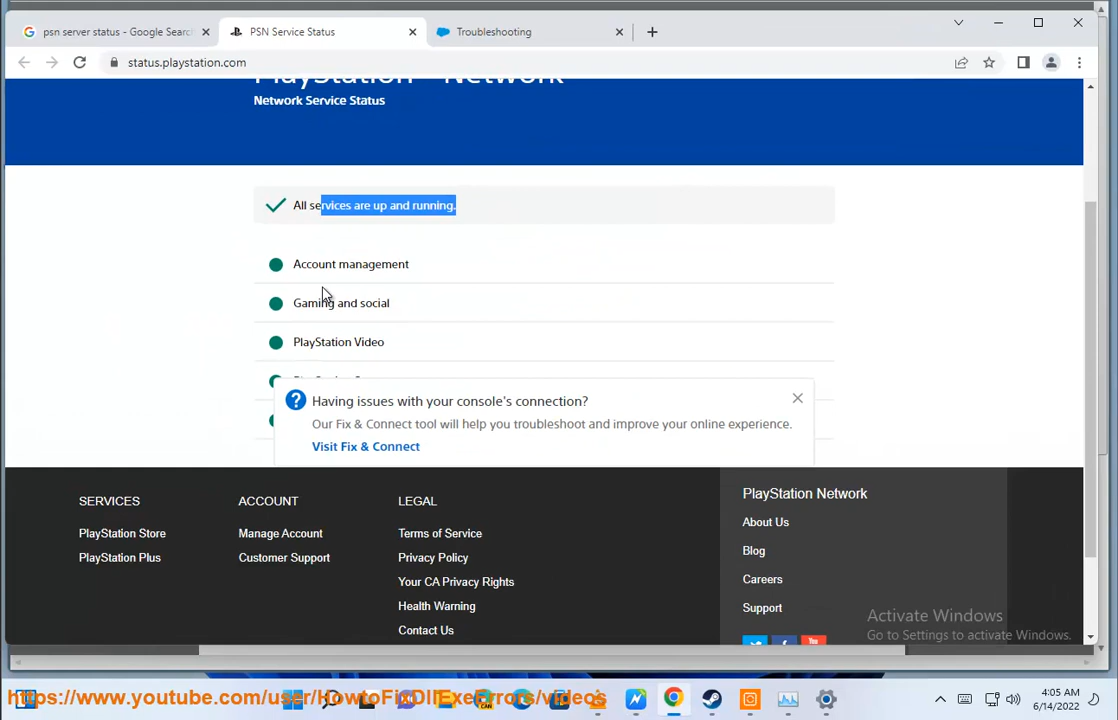 psn server status - Google Searc
PSN Service Status
Troubleshooting
status.playstation.com
PlayStation Network
Network Service Status
All services are up and running.
Account management
Gaming and social
PlayStation Video
Having issues with your console's connection?
Our Fix & Connect tool will help you troubleshoot and improve your online experience.
Visit Fix & Connect
SERVICES
PlayStation Store
PlayStation Plus
ACCOUNT
Manage Account
Customer Support
LEGAL
Terms of Service
Privacy Policy
Your CA Privacy Rights
Health Warning
Contact Us
PlayStation Network
About Us
Blog
Careers
Support
Activate Windows
Go to Settings to activate Windows.
https://www.youtube.com/user/HowtoFixDllExeErrors/videos
4:05 AM
6/14/2022